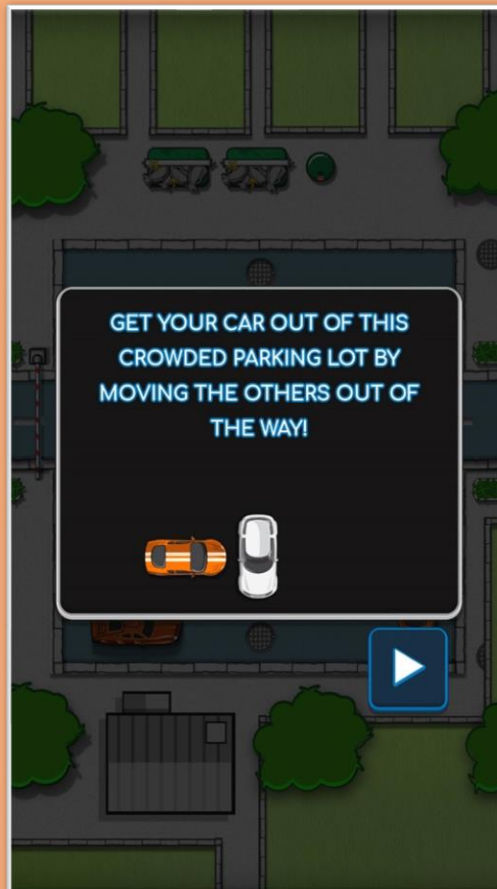 GET YOUR CAR OUT OF THIS
CROWDED PARKING LOT BY
MOVING THE OTHERS OUT OF
THE WAY!